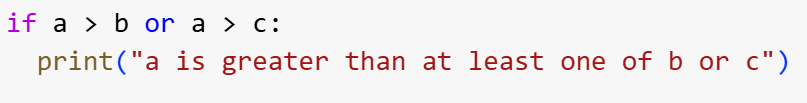 if a > b or a > c:
  print("a is greater than at least one of b or c")